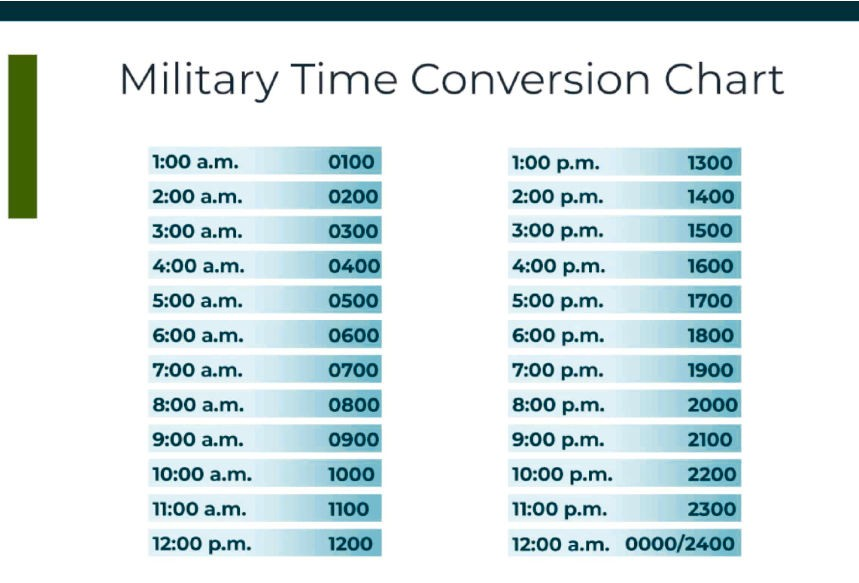 Military Time Conversion Chart
1:00 a.m. 0100
2:00 a.m. 0200
3:00 a.m. 0300
4:00 a.m. 0400
5:00 a.m. 0500
6:00 a.m. 0600
7:00 a.m. 0700
8:00 a.m. 0800
9:00 a.m. 0900
10:00 a.m. 1000
11:00 a.m. 1100
12:00 p.m. 1200
1:00 p.m. 1300
2:00 p.m. 1400
3:00 p.m. 1500
4:00 p.m. 1600
5:00 p.m. 1700
6:00 p.m. 1800
7:00 p.m. 1900
8:00 p.m. 2000
9:00 p.m. 2100
10:00 p.m. 2200
11:00 p.m. 2300
12:00 a.m. 0000/2400